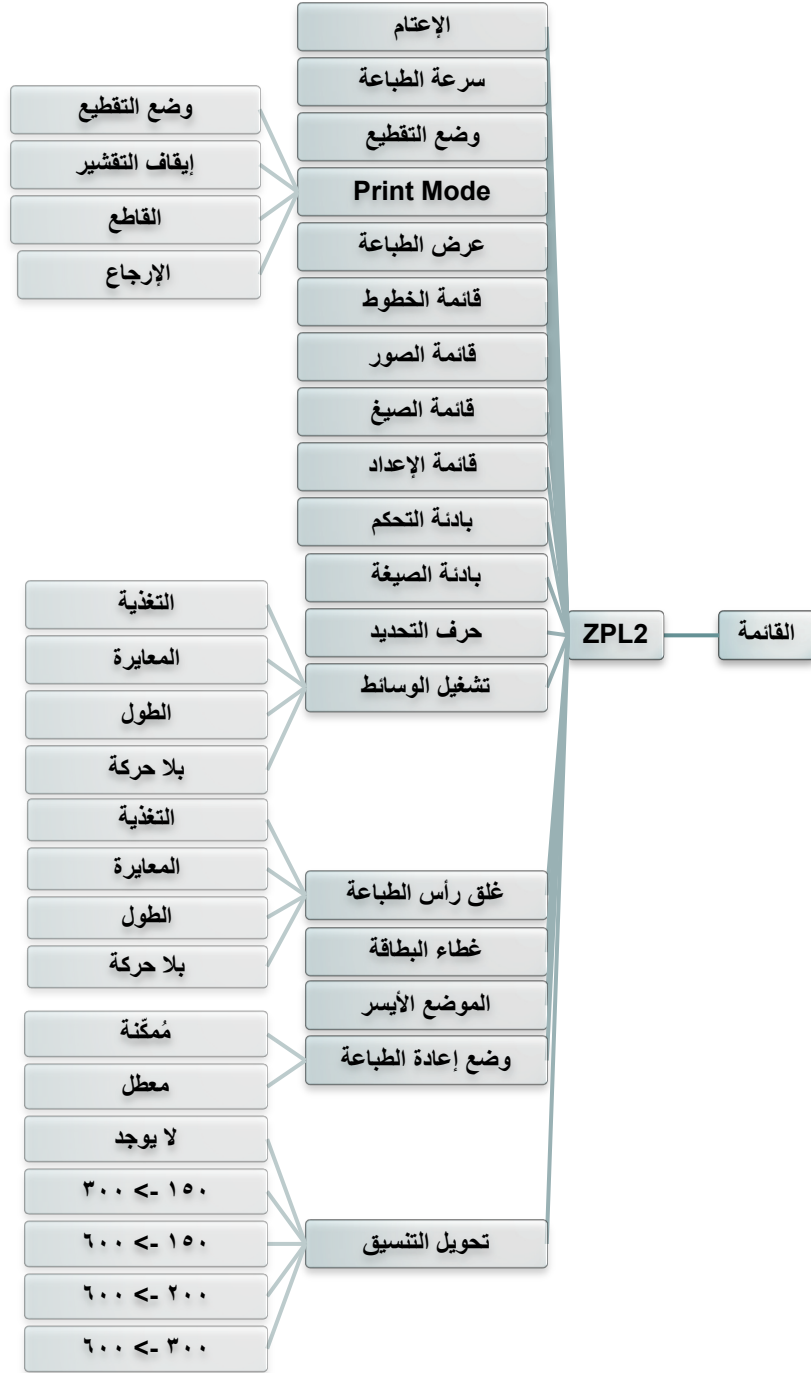 القائمة
ZPL2
الإعتام
سرعة الطباعة
وضع التقطيع
Print Mode
وضع التقطيع
إيقاف التقشير
القاطع
الإرجاع
عرض الطباعة
قائمة الخطوط
قائمة الصور
قائمة الصيغ
قائمة الإعداد
بادئة التحكم
بادئة الصيغة
حرف التحديد
تشغيل الوسائط
التغذية
المعايرة
الطول
بلا حركة
غلق رأس الطباعة
التغذية
المعايرة
الطول
بلا حركة
غطاء البطاقة
الموضع الأيسر
وضع إعادة الطباعة
مُمكّنة
معطل
تحويل التنسيق
لا يوجد
١٥٠ -> ٣٠٠
١٥٠ -> ٦٠٠
٢٠٠ -> ٦٠٠
٣٠٠ -> ٦٠٠